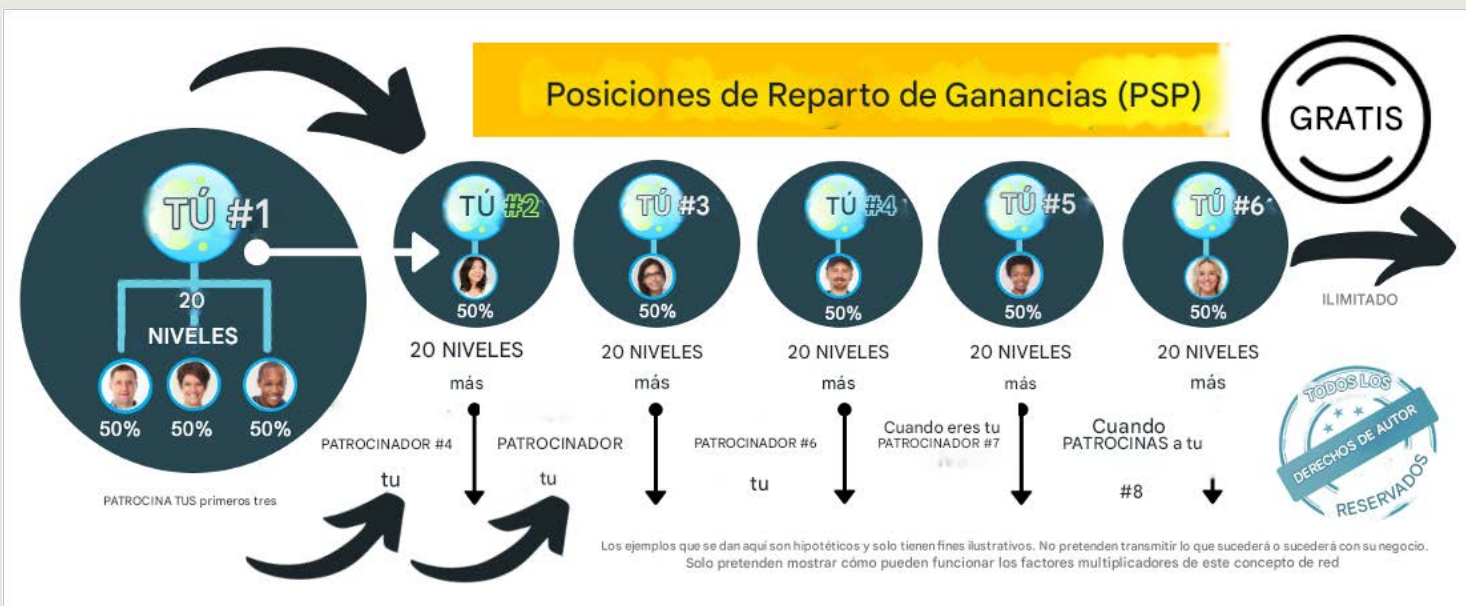 Posiciones de Reparto de Ganancias (PSP)
GRATIS
TÚ #1
20
NIVELES
50% 50% 50%
PATROCINA TUS primeros tres
TÚ #2
50%
20 NIVELES
más
TÚ #3
50%
20 NIVELES
más
TÚ #4
50%
20 NIVELES
más
TÚ #5
50%
20 NIVELES
más
TÚ #6
50%
20 NIVELES
más
ILIMITADO
PATROCINADOR #4
tu
PATROCINADOR
tu
PATROCINADOR #6
tu
Cuando eres tu
PATROCINADOR #7
Cuando
PATROCINAS a tu
#8
TODOS LOS
DERECHOS DE AUTOR
RESERVADOS
Los ejemplos que se dan aquí son hipotéticos y solo tienen fines ilustrativos. No pretenden transmitir lo que sucederá o sucederá con su negocio.
Solo pretenden mostrar cómo pueden funcionar los factores multiplicadores de este concepto de red